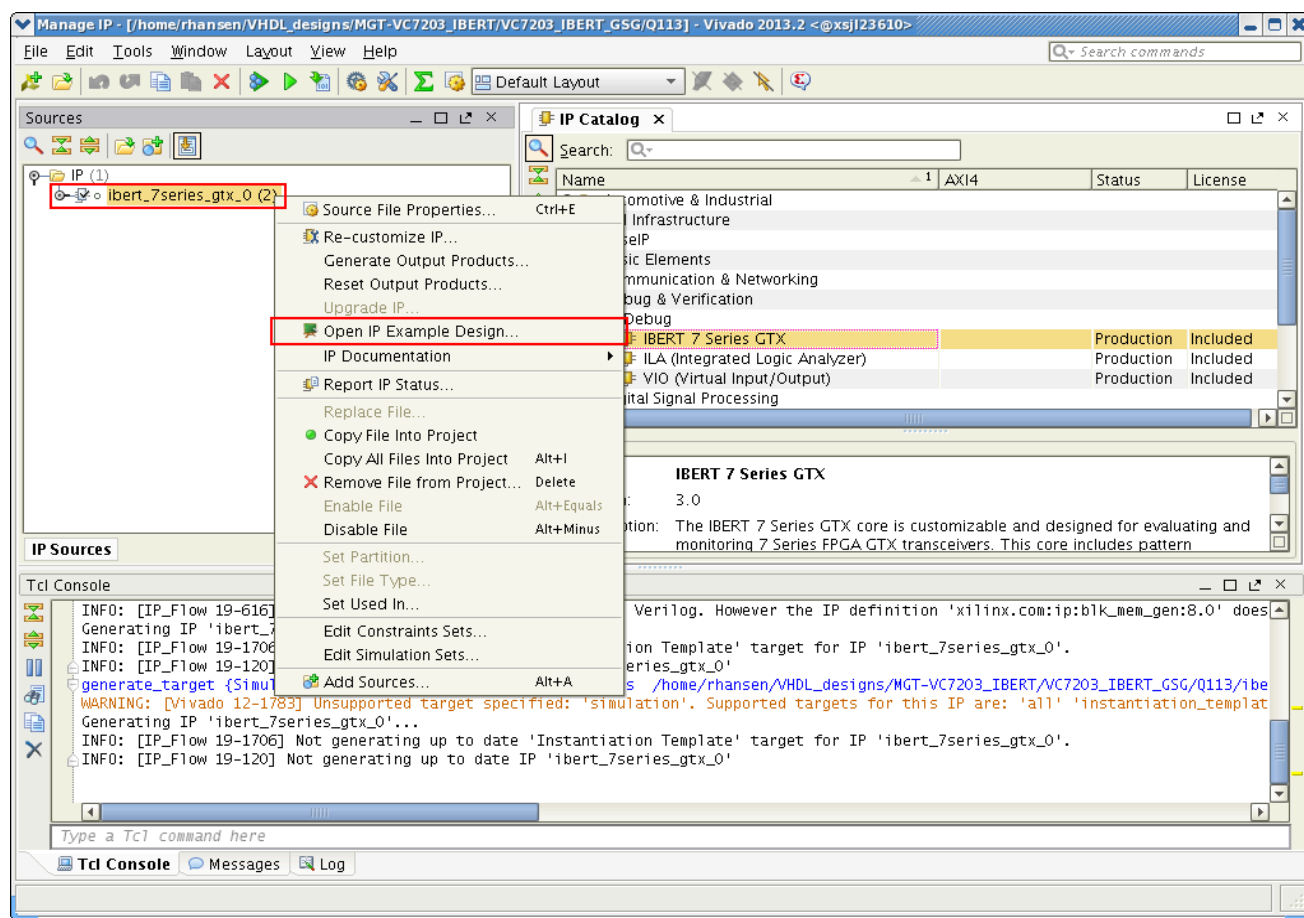 Manage IP - [/home/rhansen/VHDL_designs/MGT-VC7203_IBERT/VC7203_IBERT_GSG/Q113] - Vivado 2013.2 <@xsjl23610>
File Edit Tools Window Layout View Help
Search commands
Default Layout
Sources
IP (1)
ibert_7series_gtx_0 (2)
IP Sources
Source File Properties... Ctrl+E
Re-customize IP...
Generate Output Products...
Reset Output Products...
Upgrade IP...
Open IP Example Design...
IP Documentation
Report IP Status...
Replace File...
Copy File Into Project
Copy All Files Into Project Alt+I
Remove File from Project... Delete
Enable File Alt+Equals
Disable File Alt+Minus
Set Partition...
Set File Type...
Set Used In...
Edit Constraints Sets...
Edit Simulation Sets...
Add Sources... Alt+A
IP Catalog
Search:
Name 1 AXI4 Status License
omotive & Industrial
Infrastructure
seIP
sic Elements
mmunication & Networking
bug & Verification
Debug
IBERT 7 Series GTX Production Included
ILA (Integrated Logic Analyzer) Production Included
VIO (Virtual Input/Output) Production Included
ital Signal Processing
IBERT 7 Series GTX
3.0
tion: The IBERT 7 Series GTX core is customizable and designed for evaluating and
monitoring 7 Series FPGA GTX transceivers. This core includes pattern
Tcl Console
INFO: [IP_Flow 19-616] Verilog. However the IP definition 'xilinx.com:ip:blk_mem_gen:8.0' does
Generating IP 'ibert_7
INFO: [IP_Flow 19-1706 ion Template' target for IP 'ibert_7series_gtx_0'.
INFO: [IP_Flow 19-120] eries_gtx_0'
generate_target {Simul s /home/rhansen/VHDL_designs/MGT-VC7203_IBERT/VC7203_IBERT_GSG/Q113/ibe
WARNING: [Vivado 12-1783] Unsupported target specified: 'simulation'. Supported targets for this IP are: 'all' 'instantiation_templat
Generating IP 'ibert_7series_gtx_0'...
INFO: [IP_Flow 19-1706] Not generating up to date 'Instantiation Template' target for IP 'ibert_7series_gtx_0'.
INFO: [IP_Flow 19-120] Not generating up to date IP 'ibert_7series_gtx_0'
Type a Tcl command here
Tcl Console Messages Log